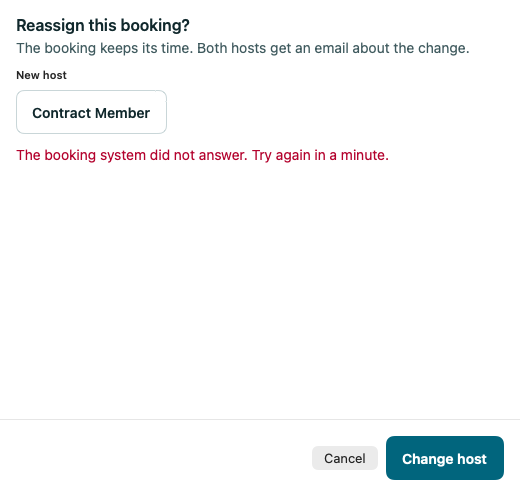 Reassign this booking?
The booking keeps its time. Both hosts get an email about the change.
New host
Contract Member
The booking system did not answer. Try again in a minute.
Cancel
Change host